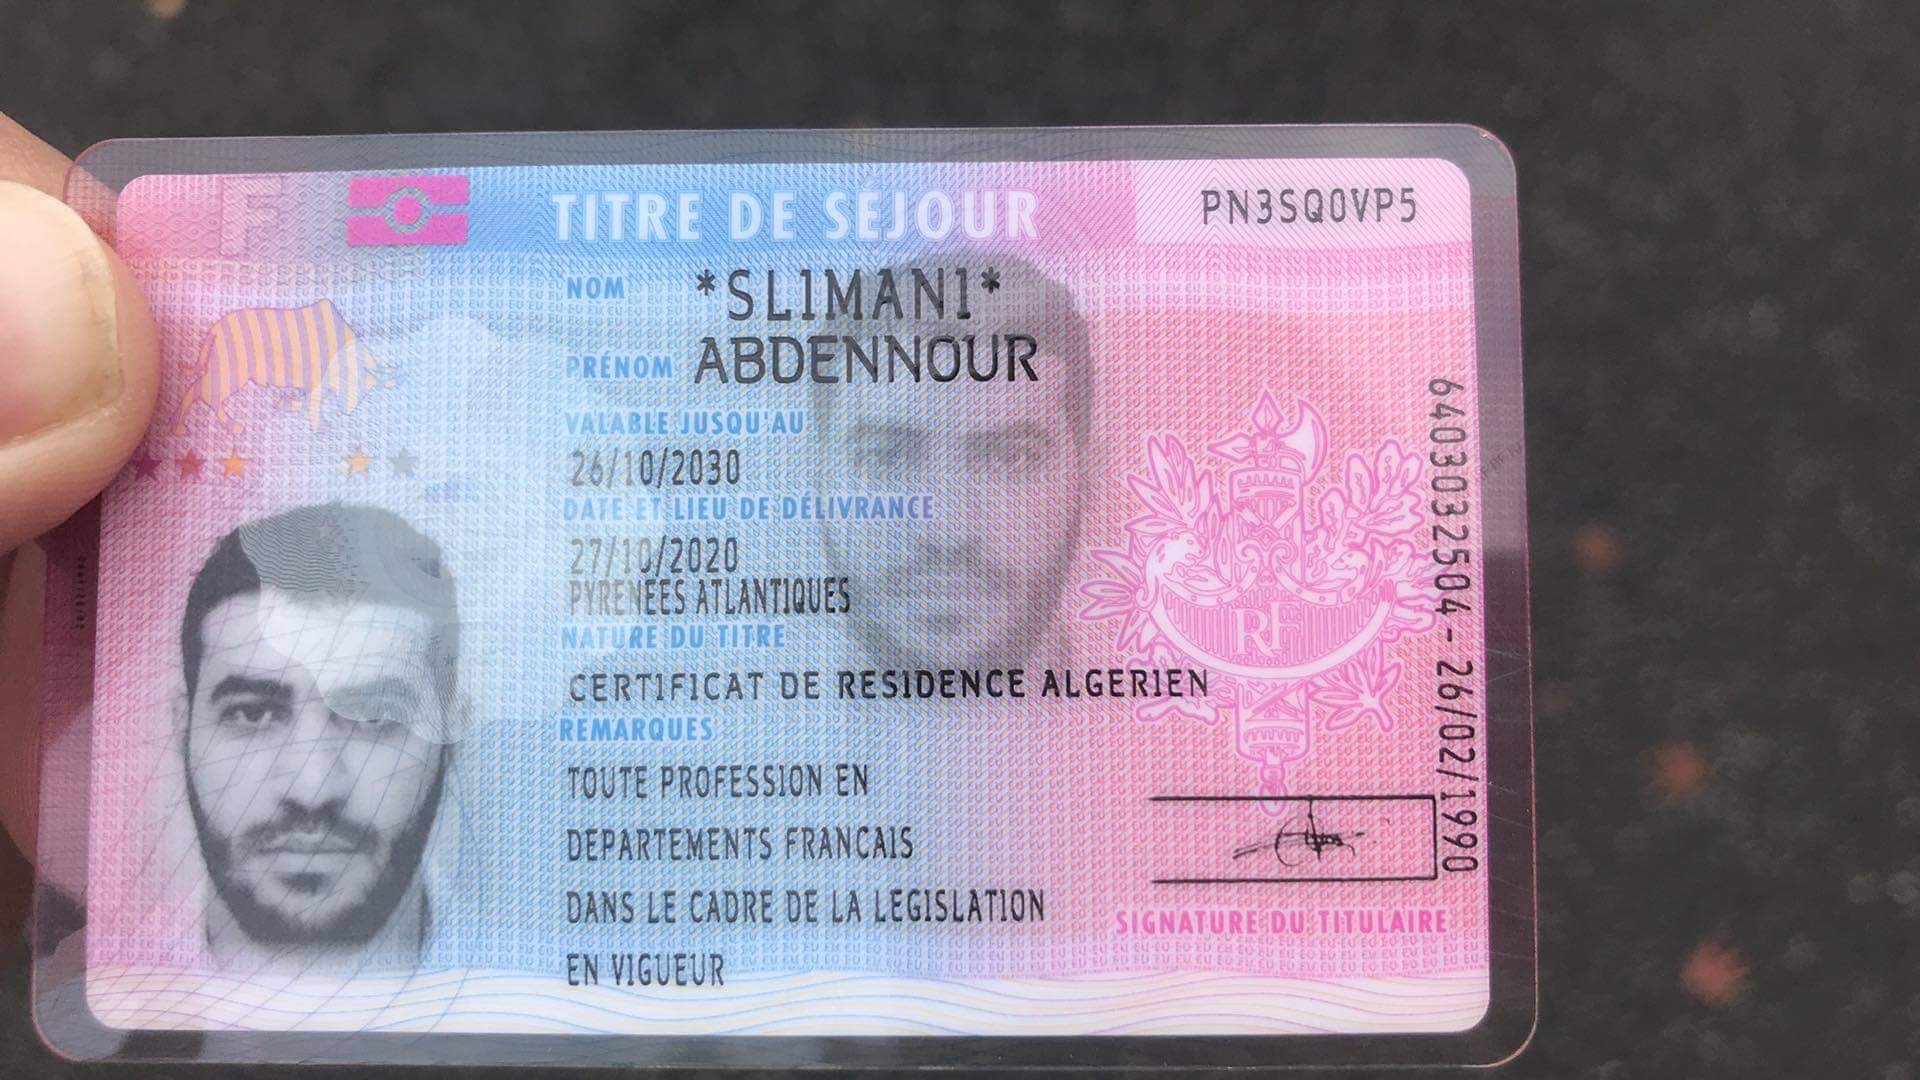 F
TITRE DE SÉJOUR
PN3SQ0VP5
NOM *SLIMANI*
PRÉNOM ABDENNOUR
VALABLE JUSQU'AU
26/10/2030
DATE ET LIEU DE DÉLIVRANCE
27/10/2020
PYRENEES ATLANTIQUES
NATURE DU TITRE
CERTIFICAT DE RESIDENCE ALGERIEN
REMARQUES
TOUTE PROFESSION EN
DEPARTEMENTS FRANCAIS
DANS LE CADRE DE LA LEGISLATION
EN VIGUEUR
RF
6403032504 - 26/02/1990
SIGNATURE DU TITULAIRE